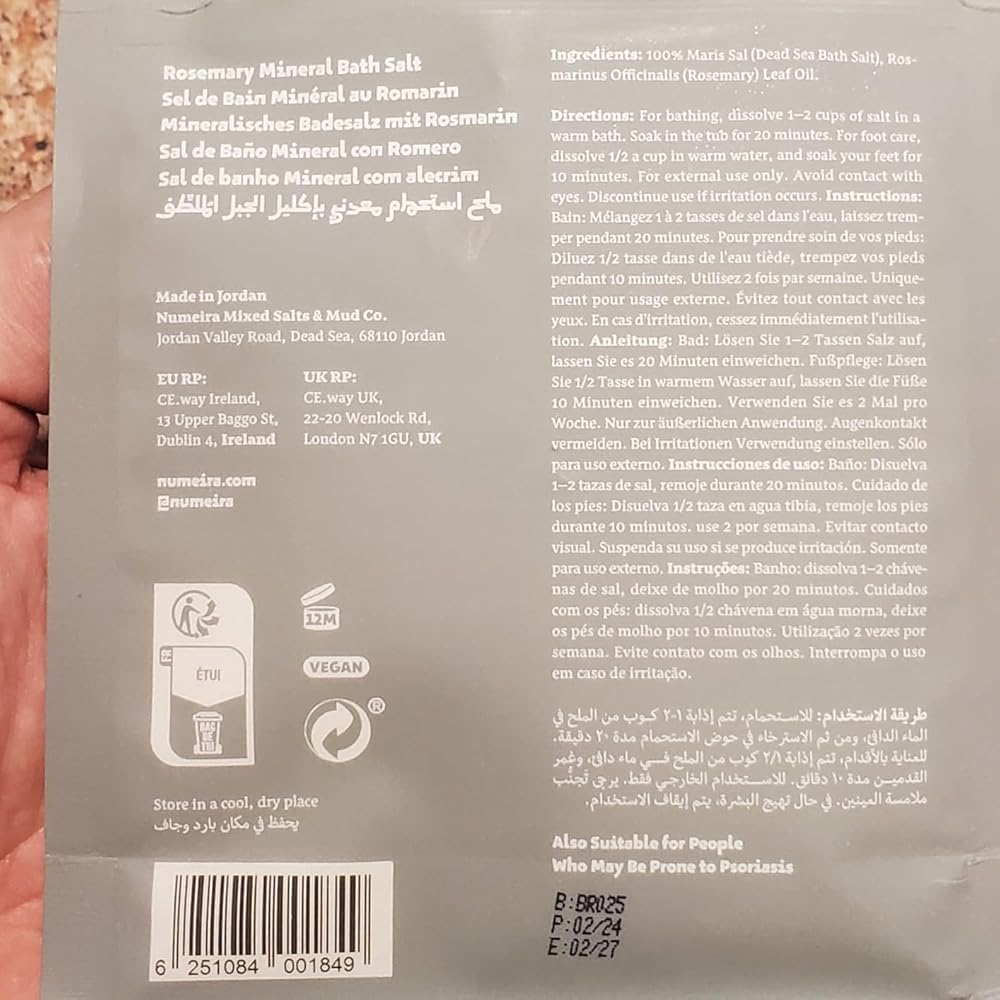 Rosemary Mineral Bath Salt
Sel de Bain Minéral au Romarin
Mineralisches Badesalz mit Rosmarin
Sal de Baño Mineral con Romero
Sal de banho Mineral com alecrim
ملح استحمام معدني بإكليل الجبل الملطّف
Made in Jordan
Numeira Mixed Salts & Mud Co.
Jordan Valley Road, Dead Sea, 68110 Jordan
EU RP:
CE.way Ireland,
13 Upper Baggo St,
Dublin 4, Ireland
UK RP:
CE.way UK,
22-20 Wenlock Rd,
London N7 1GU, UK
numeira.com
@numeira
FR
ÉTUI
BAC
DE
TRI
12M
VEGAN
®
Store in a cool, dry place
يحفظ في مكان بارد وجاف
6 251084 001849
Ingredients: 100% Maris Sal (Dead Sea Bath Salt), Ros-
marinus Officinalis (Rosemary) Leaf Oil.
Directions: For bathing, dissolve 1–2 cups of salt in a
warm bath. Soak in the tub for 20 minutes. For foot care,
dissolve 1/2 a cup in warm water, and soak your feet for
10 minutes. For external use only. Avoid contact with
eyes. Discontinue use if irritation occurs. Instructions:
Bain: Mélangez 1 à 2 tasses de sel dans l'eau, laissez trem-
per pendant 20 minutes. Pour prendre soin de vos pieds:
Diluez 1/2 tasse dans de l'eau tiède, trempez vos pieds
pendant 10 minutes. Utilisez 2 fois par semaine. Unique-
ment pour usage externe. Évitez tout contact avec les
yeux. En cas d'irritation, cessez immédiatement l'utilisa-
tion. Anleitung: Bad: Lösen Sie 1–2 Tassen Salz auf,
lassen Sie es 20 Minuten einweichen. Fußpflege: Lösen
Sie 1/2 Tasse in warmem Wasser auf, lassen Sie die Füße
10 Minuten einweichen. Verwenden Sie es 2 Mal pro
Woche. Nur zur äußerlichen Anwendung. Augenkontakt
vermeiden. Bei Irritationen Verwendung einstellen. Sólo
para uso externo. Instrucciones de uso: Baño: Disuelva
1–2 tazas de sal, remoje durante 20 minutos. Cuidado de
los pies: Disuelva 1/2 taza en agua tibia, remoje los pies
durante 10 minutos. use 2 por semana. Evitar contacto
visual. Suspenda su uso si se produce irritación. Somente
para uso externo. Instruções: Banho: dissolva 1–2 cháve-
nas de sal, deixe de molho por 20 minutos. Cuidados
com os pés: dissolva 1/2 chávena em água morna, deixe
os pés de molho por 10 minutos. Utilização 2 vezes por
semana. Evite contato com os olhos. Interrompa o uso
em caso de irritação.
طريقة الاستخدام: للاستحمام، تتم إذابة ١-٢ كوب من الملح في
الماء الدافئ، ومن ثم الاسترخاء في حوض الاستحمام مدة ٢٠ دقيقة.
للعناية بالأقدام، تتم إذابة ٢/١ كوب من الملح في ماء دافئ، وغمر
القدمين مدة ١٠ دقائق. للاستخدام الخارجي فقط. يرجى تجنُّب
ملامسة العينين. في حال تهيج البشرة، يتم إيقاف الاستخدام.
Also Suitable for People
Who May Be Prone to Psoriasis
B:BR025
P:02/24
E:02/27